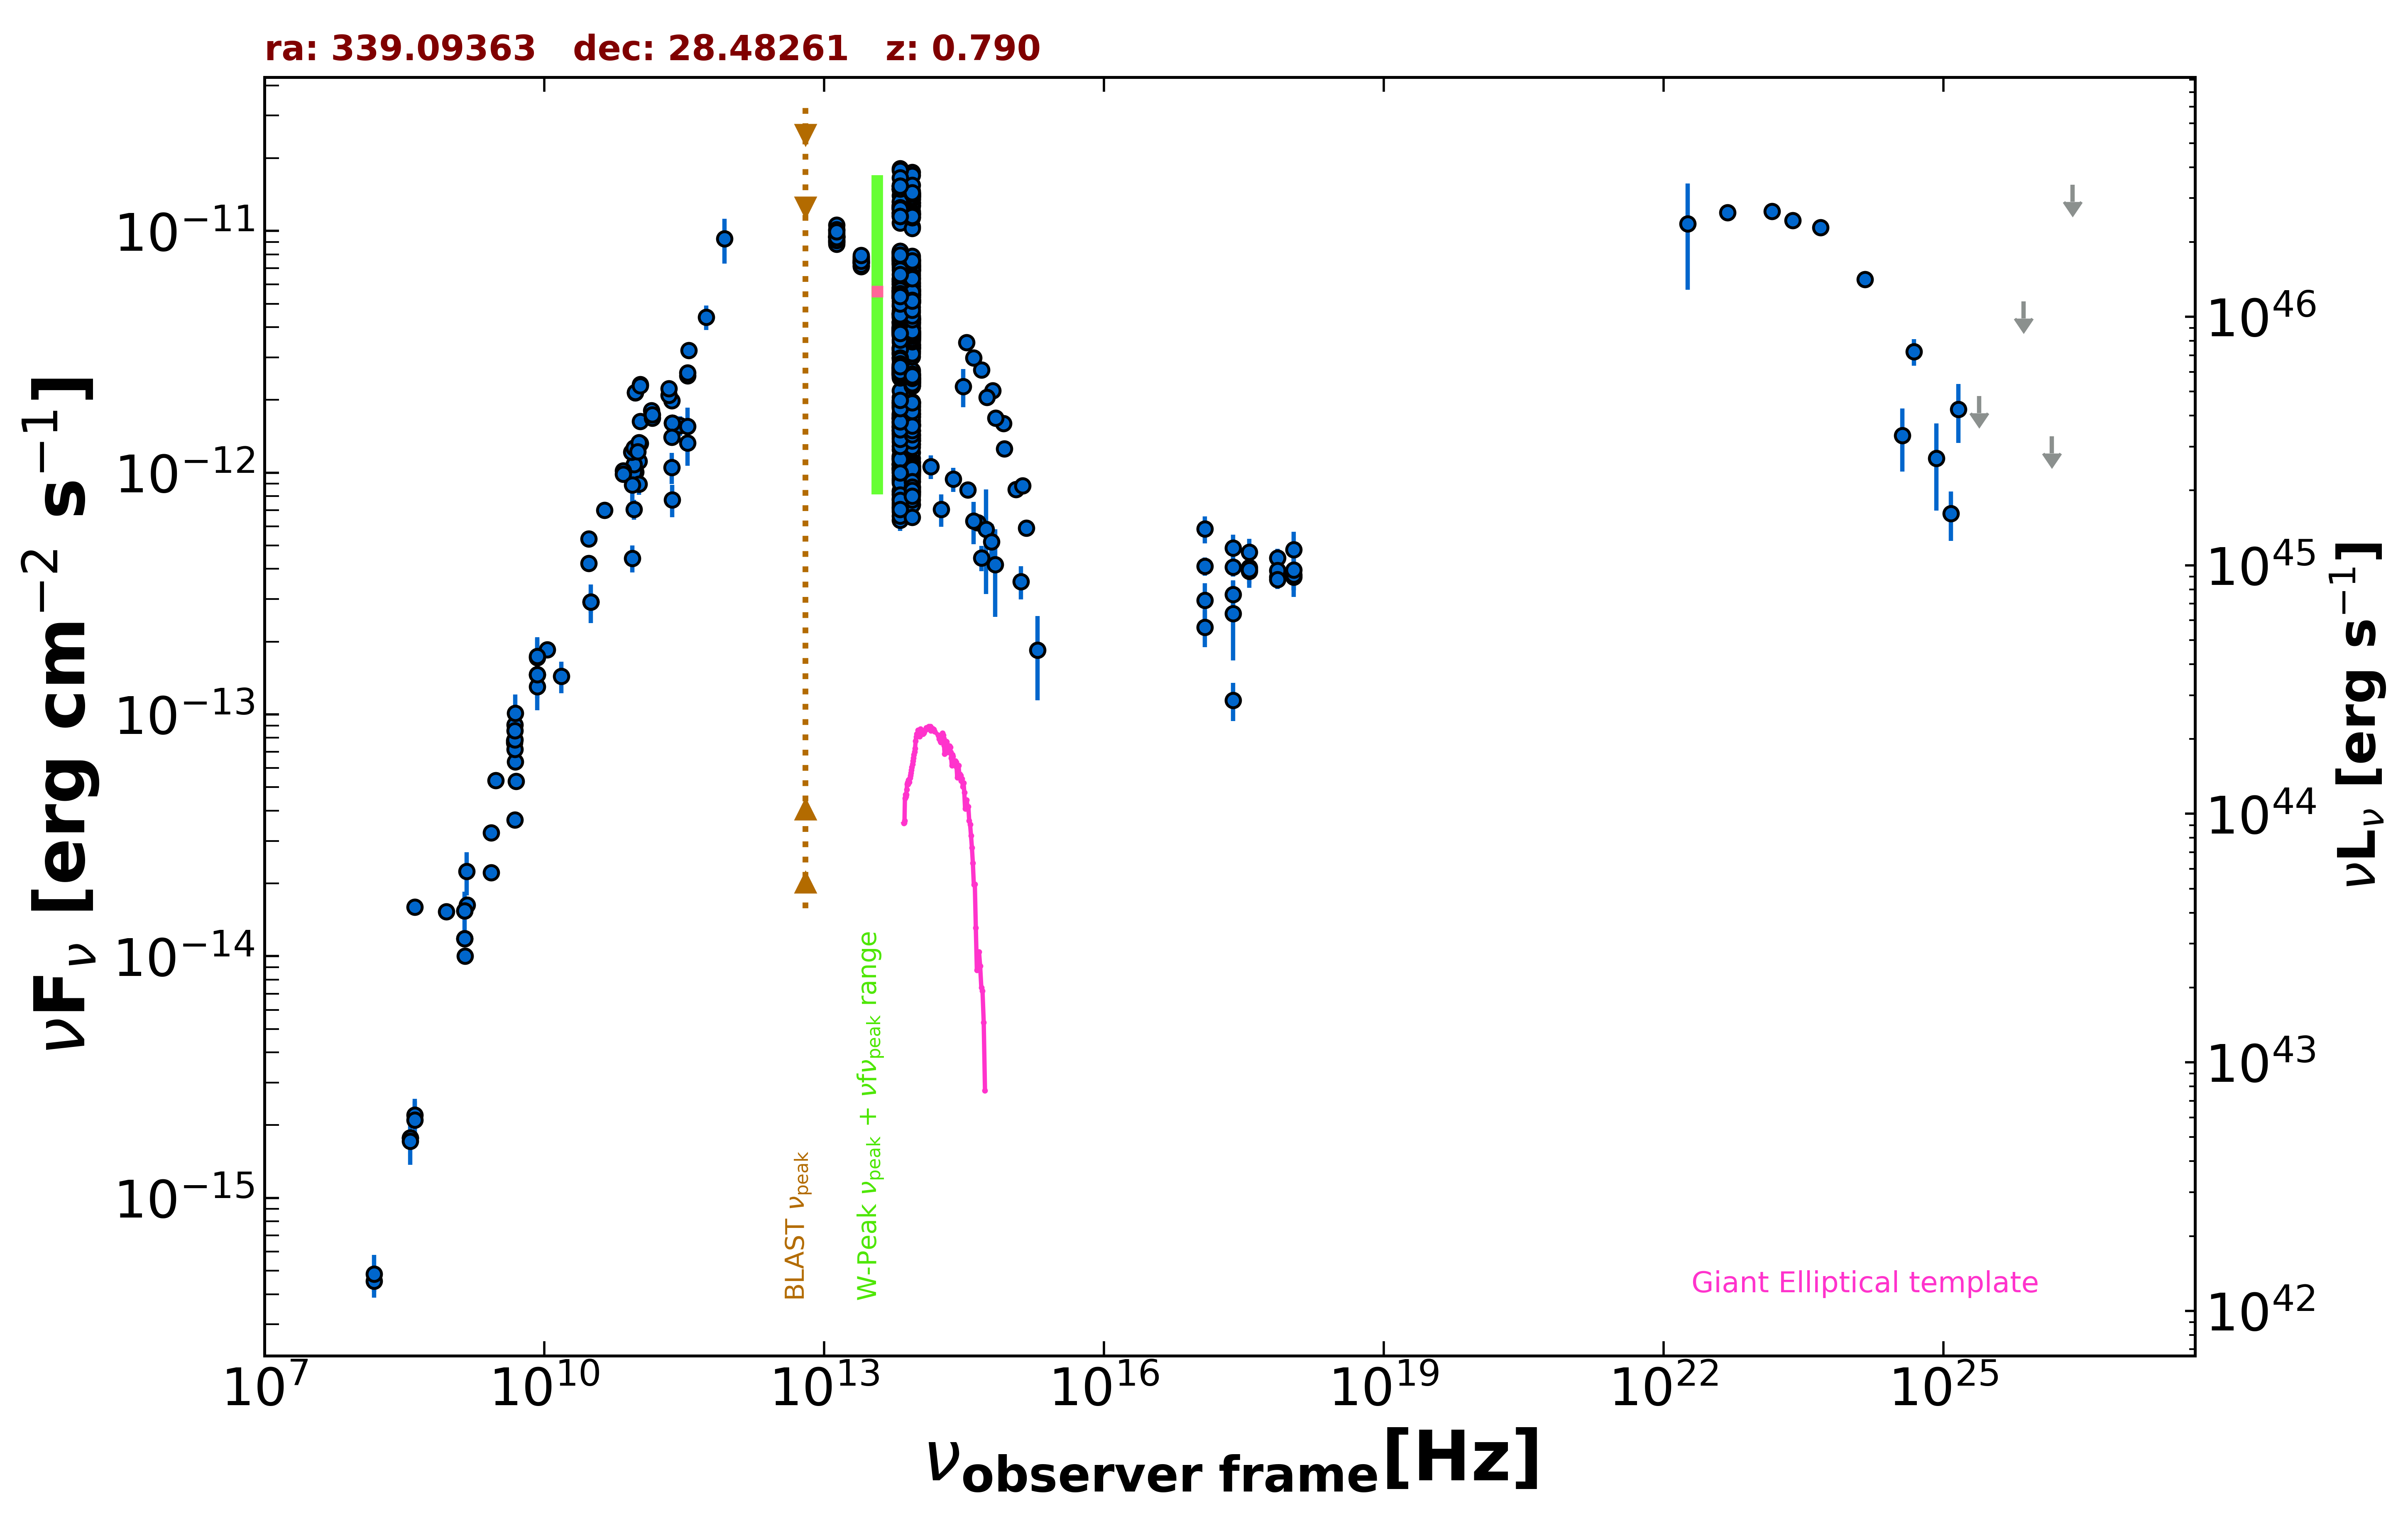 ra: 339.09363 dec: 28.48261 z: 0.790
νFν [erg cm−2 s−1]
10−11
10−12
10−13
10−14
10−15
BLAST νpeak
W-Peak νpeak + νfνpeak range
Giant Elliptical template
1046
1045
1044
1043
1042
νLν [erg s−1]
107 1010 1013 1016 1019 1022 1025
νobserver frame[Hz]